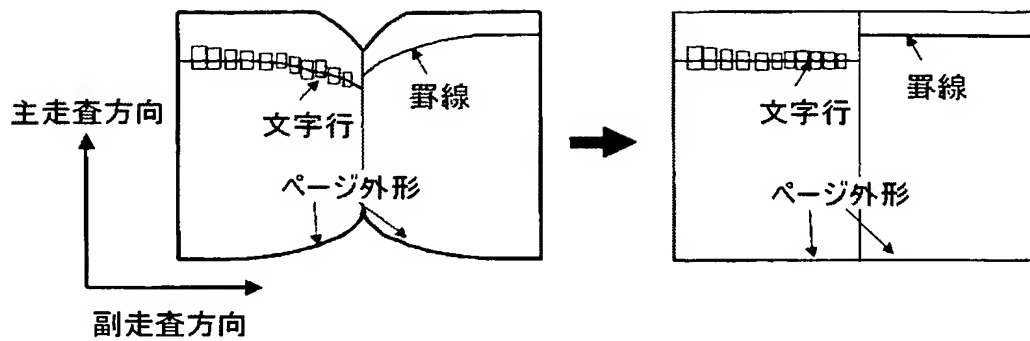 主走査方向
文字行
罫線
ページ外形
副走査方向
文字行
罫線
ページ外形